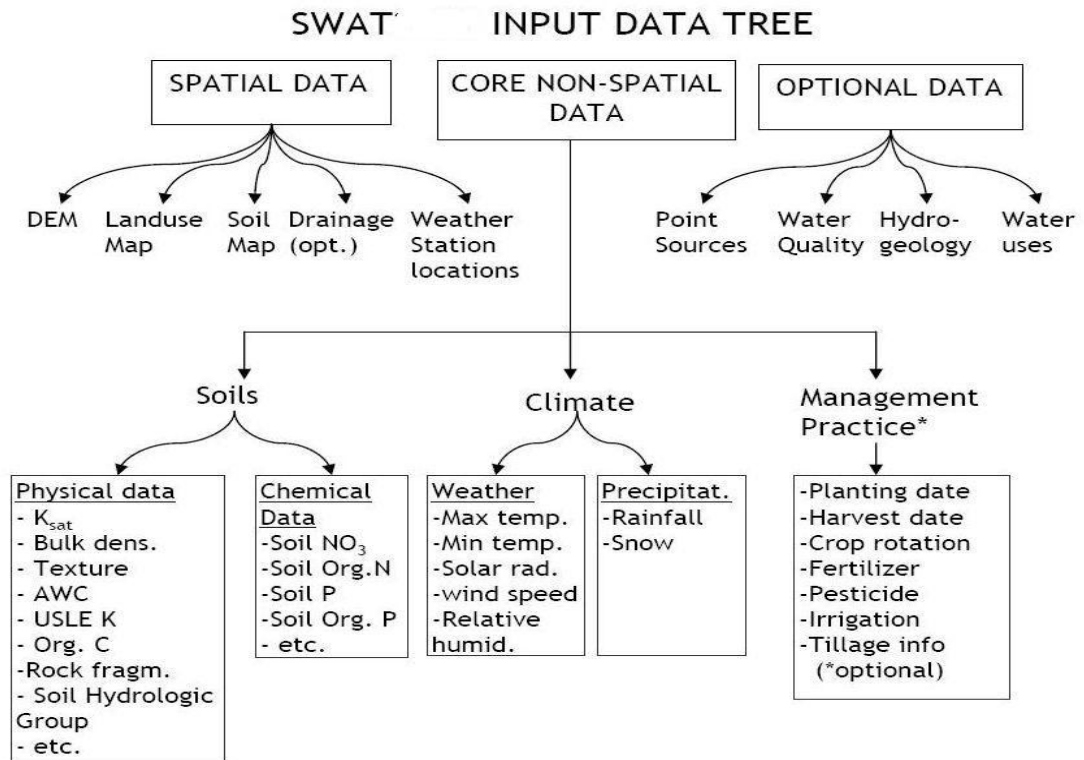 SWAT' INPUT DATA TREE
SPATIAL DATA
CORE NON-SPATIAL
DATA
OPTIONAL DATA
DEM
Landuse
Map
Soil
Map
Drainage
(opt.)
Weather
Station
locations
Point
Sources
Water
Quality
Hydro-
geology
Water
uses
Soils
Climate
Management
Practice*
Physical data
- Ksat
- Bulk dens.
- Texture
- AWC
- USLE K
- Org. C
-Rock fragm.
- Soil Hydrologic
Group
- etc.
Chemical
Data
-Soil NO3
-Soil Org.N
-Soil P
-Soil Org. P
- etc.
Weather
-Max temp.
-Min temp.
-Solar rad.
-wind speed
-Relative
humid.
Precipitat.
-Rainfall
-Snow
-Planting date
-Harvest date
-Crop rotation
-Fertilizer
-Pesticide
-Irrigation
-Tillage info
(*optional)